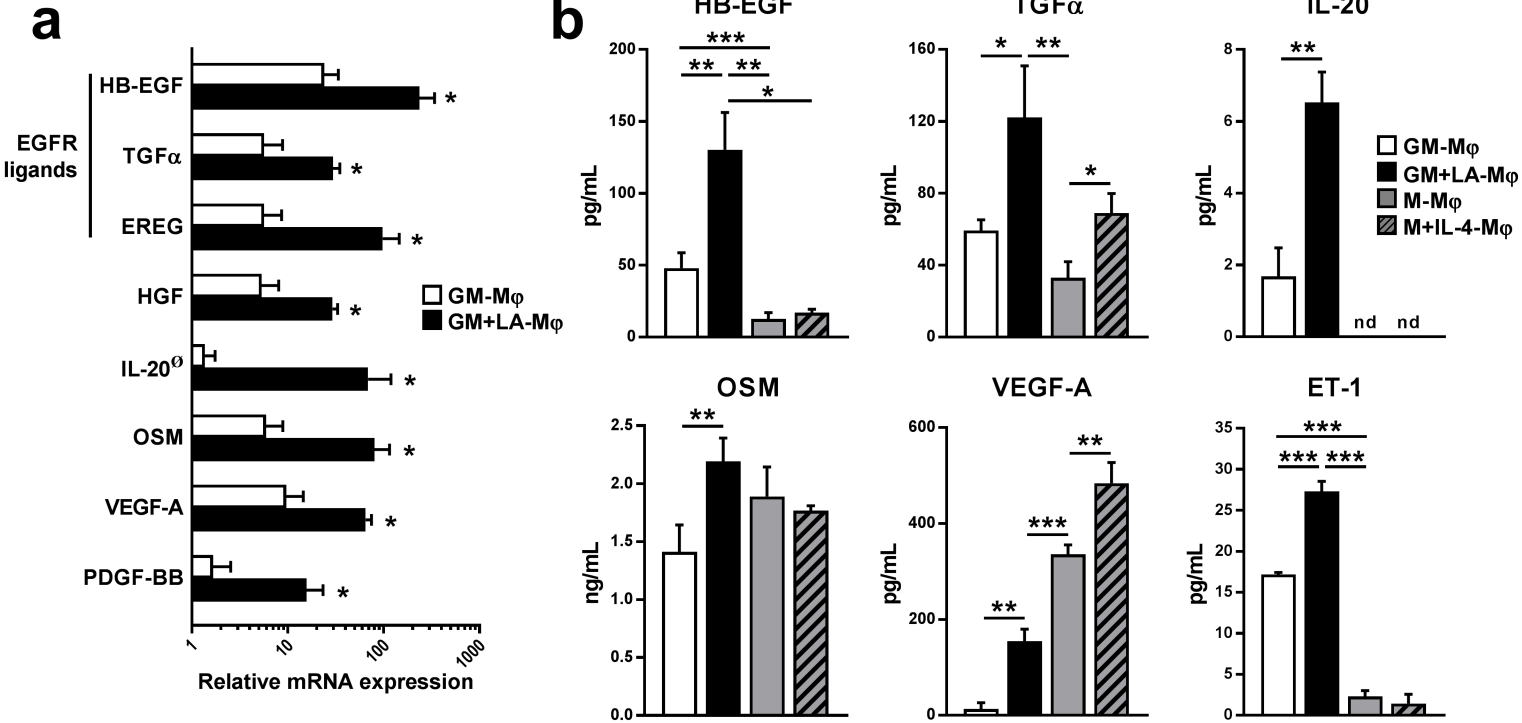 a
EGFR
ligands
HB-EGF
*
TGFα
*
EREG
*
HGF
*
IL-20ø
*
OSM
*
VEGF-A
*
PDGF-BB
*
GM-Mφ
GM+LA-Mφ
1 10 100 1000
Relative mRNA expression
b
HB-EGF
pg/mL
200
150
100
50
0
***
** **
*
TGFα
pg/mL
160
120
80
40
0
* **
*
IL-20
pg/mL
8
6
4
2
0
**
nd nd
GM-Mφ
GM+LA-Mφ
M-Mφ
M+IL-4-Mφ
OSM
ng/mL
2.5
2.0
1.5
1.0
0.5
0.0
**
VEGF-A
pg/mL
600
400
200
0
**
***
**
ET-1
pg/mL
35
30
25
20
15
10
5
0
***
*** ***